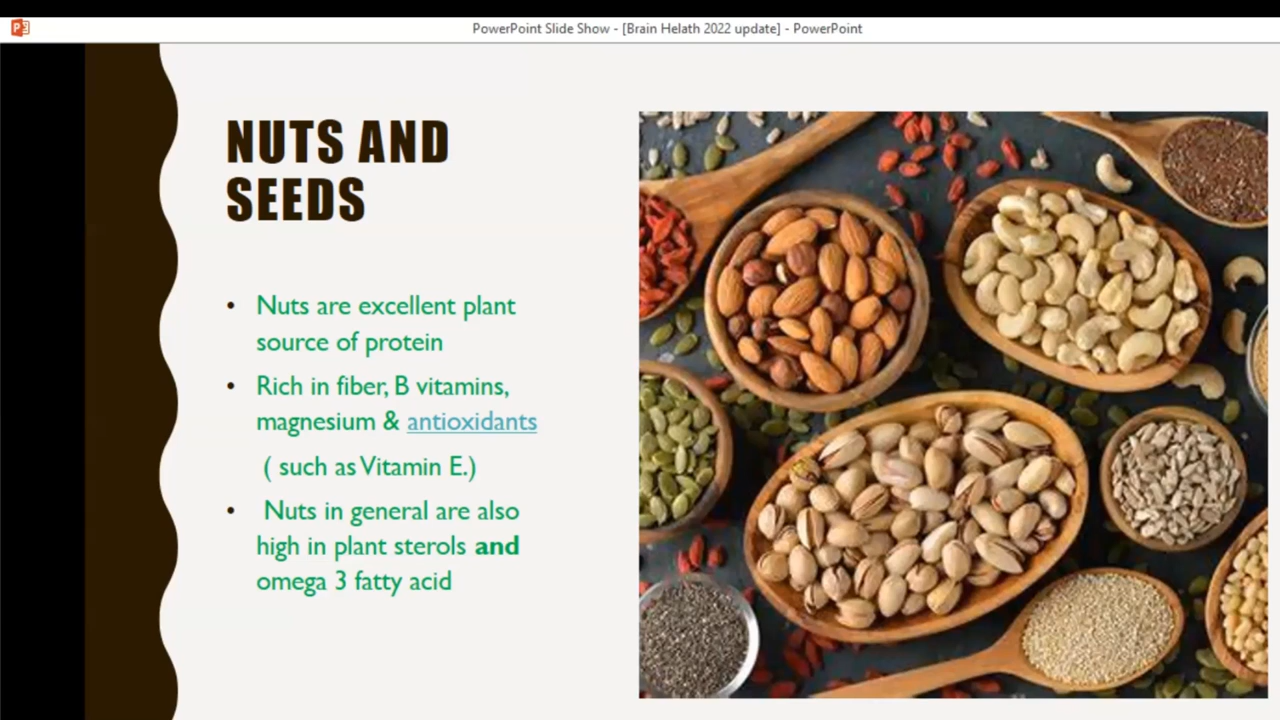 PowerPoint Slide Show - [Brain Helath 2022 update] - PowerPoint
NUTS AND
SEEDS
• Nuts are excellent plant
source of protein
• Rich in fiber, B vitamins,
magnesium & antioxidants
( such as Vitamin E.)
• Nuts in general are also
high in plant sterols and
omega 3 fatty acid